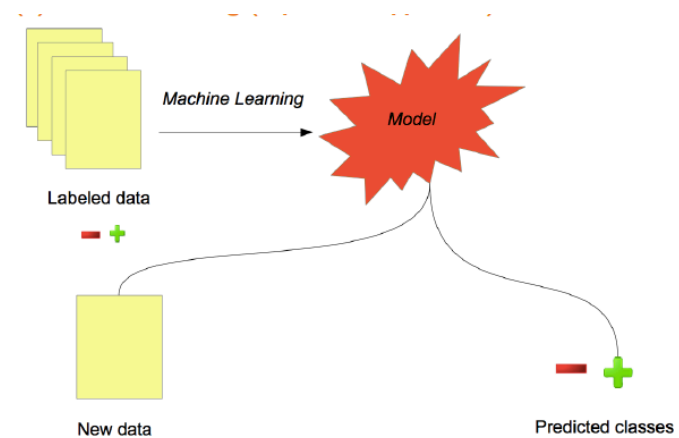 Machine Learning
Model
Labeled data
New data
Predicted classes